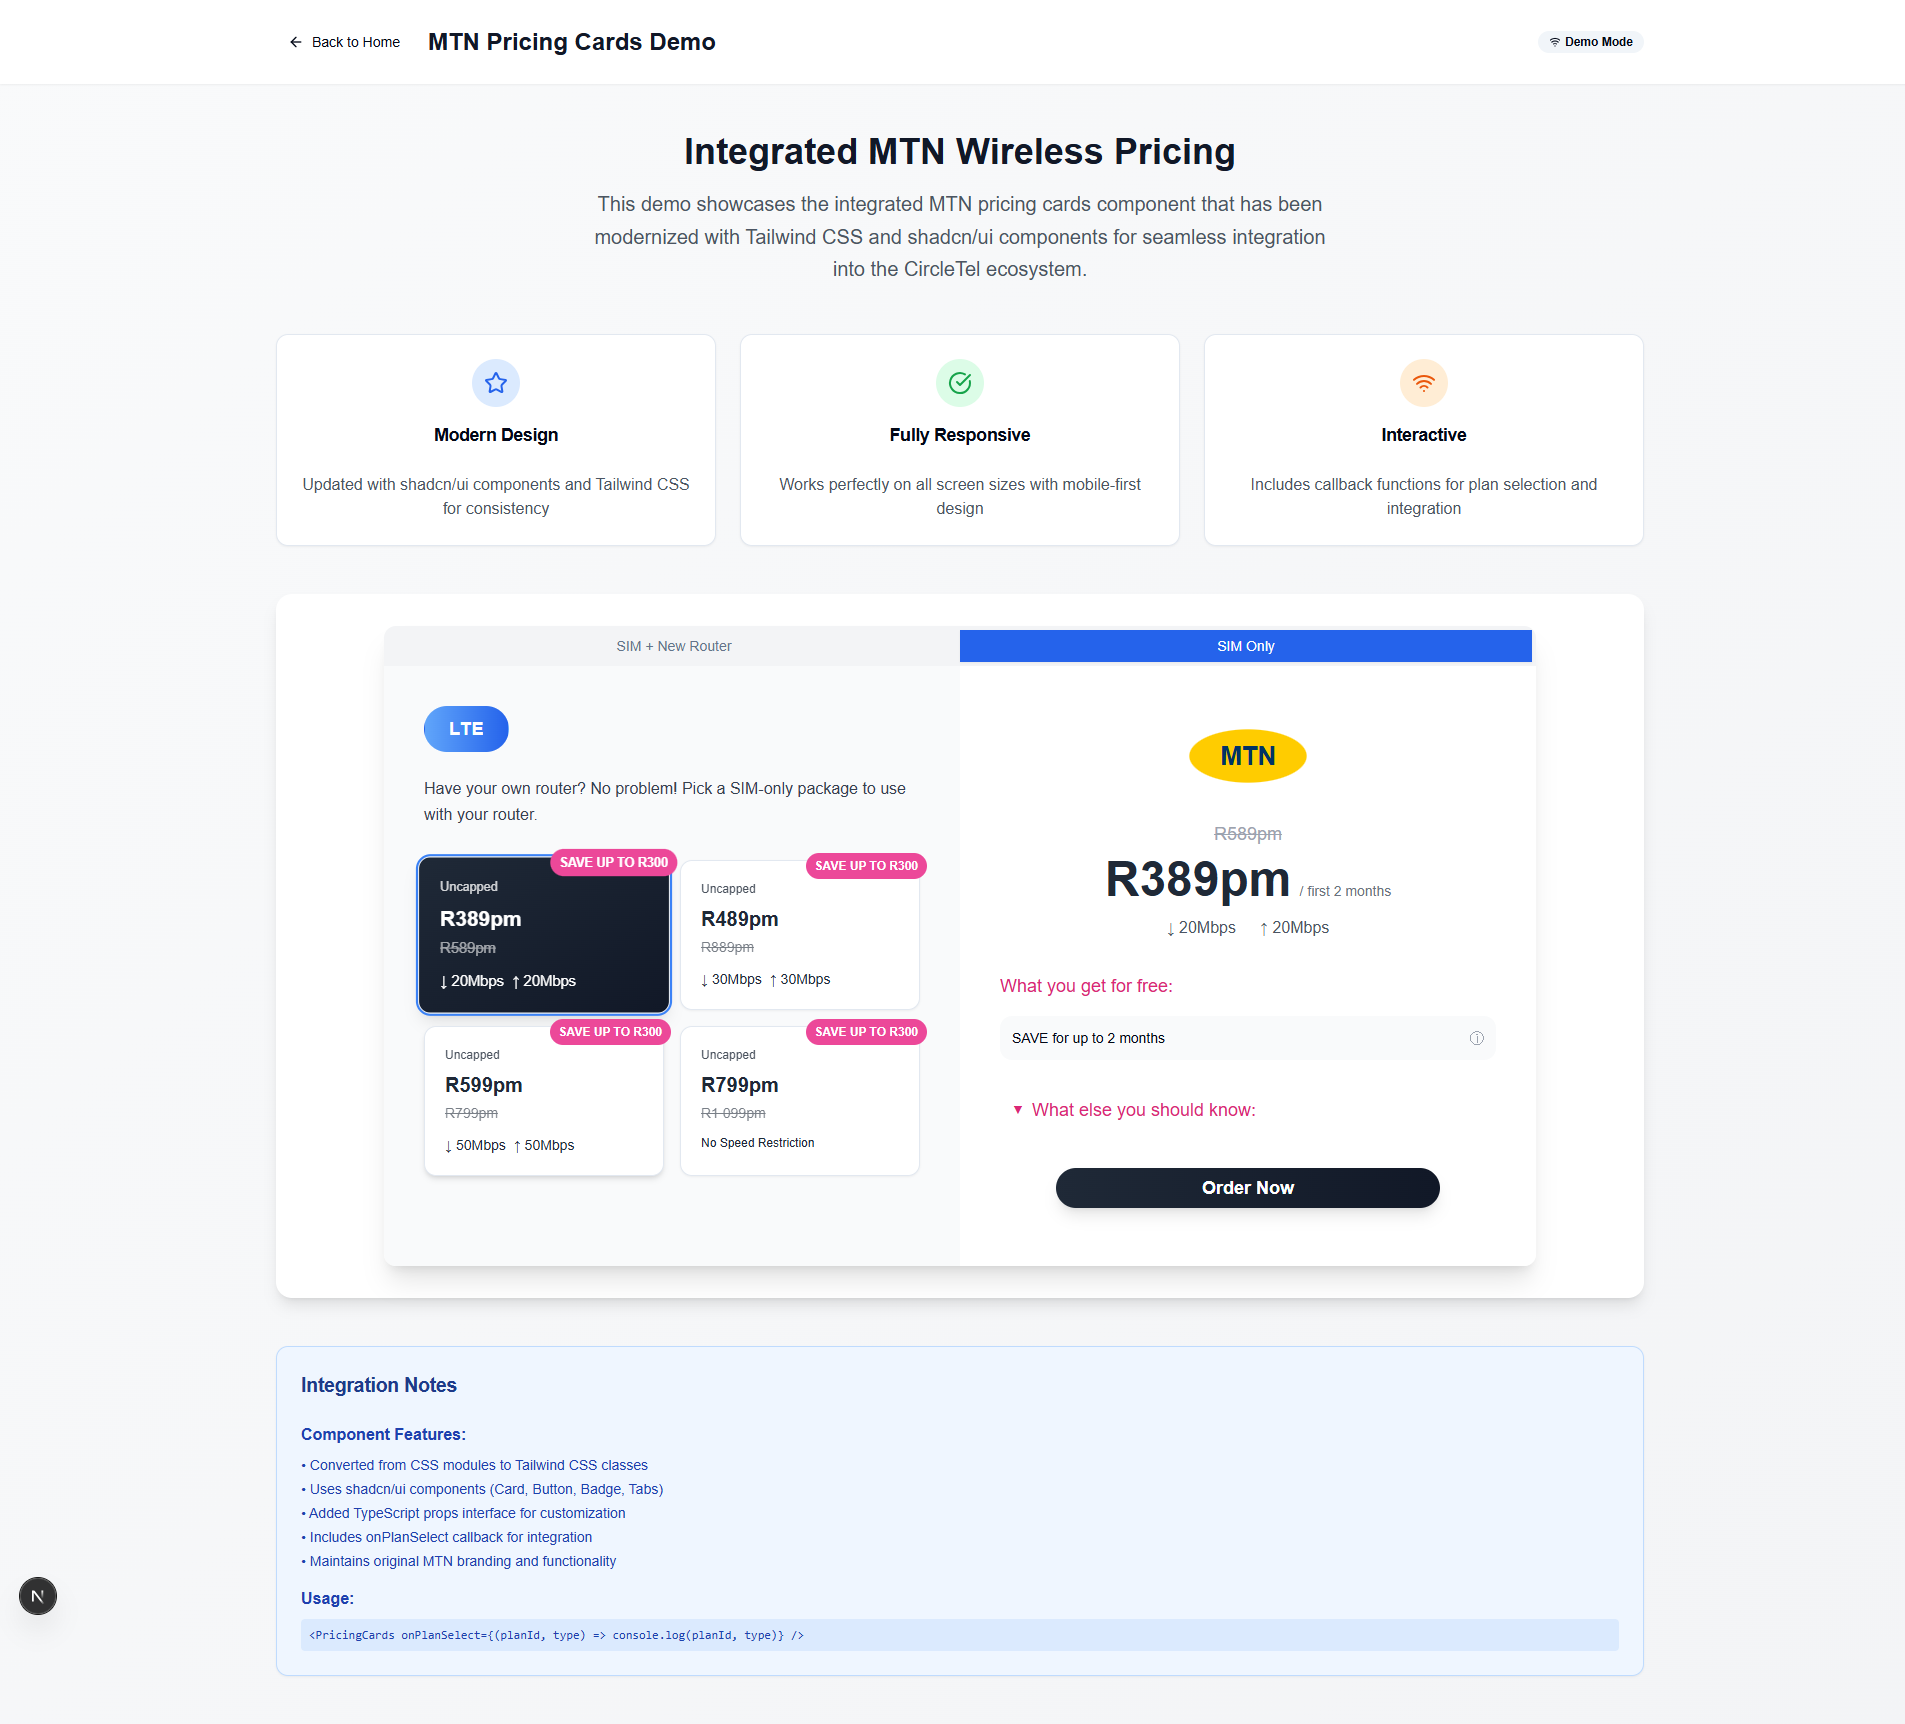 Back to Home
MTN Pricing Cards Demo
Demo Mode
Integrated MTN Wireless Pricing
This demo showcases the integrated MTN pricing cards component that has been
modernized with Tailwind CSS and shadcn/ui components for seamless integration
into the CircleTel ecosystem.
Modern Design
Updated with shadcn/ui components and Tailwind CSS
for consistency
Fully Responsive
Works perfectly on all screen sizes with mobile-first
design
Interactive
Includes callback functions for plan selection and
integration
SIM + New Router
SIM Only
LTE
Have your own router? No problem! Pick a SIM-only package to use
with your router.
SAVE UP TO R300
Uncapped
R389pm
R589pm
↓ 20Mbps ↑ 20Mbps
SAVE UP TO R300
Uncapped
R489pm
R889pm
↓ 30Mbps ↑ 30Mbps
SAVE UP TO R300
Uncapped
R599pm
R799pm
↓ 50Mbps ↑ 50Mbps
SAVE UP TO R300
Uncapped
R799pm
R1 099pm
No Speed Restriction
MTN
R589pm
R389pm / first 2 months
↓ 20Mbps ↑ 20Mbps
What you get for free:
SAVE for up to 2 months ⓘ
▼ What else you should know:
Order Now
Integration Notes
Component Features:
• Converted from CSS modules to Tailwind CSS classes
• Uses shadcn/ui components (Card, Button, Badge, Tabs)
• Added TypeScript props interface for customization
• Includes onPlanSelect callback for integration
• Maintains original MTN branding and functionality
Usage:
<PricingCards onPlanSelect={(planId, type) => console.log(planId, type)} />
N